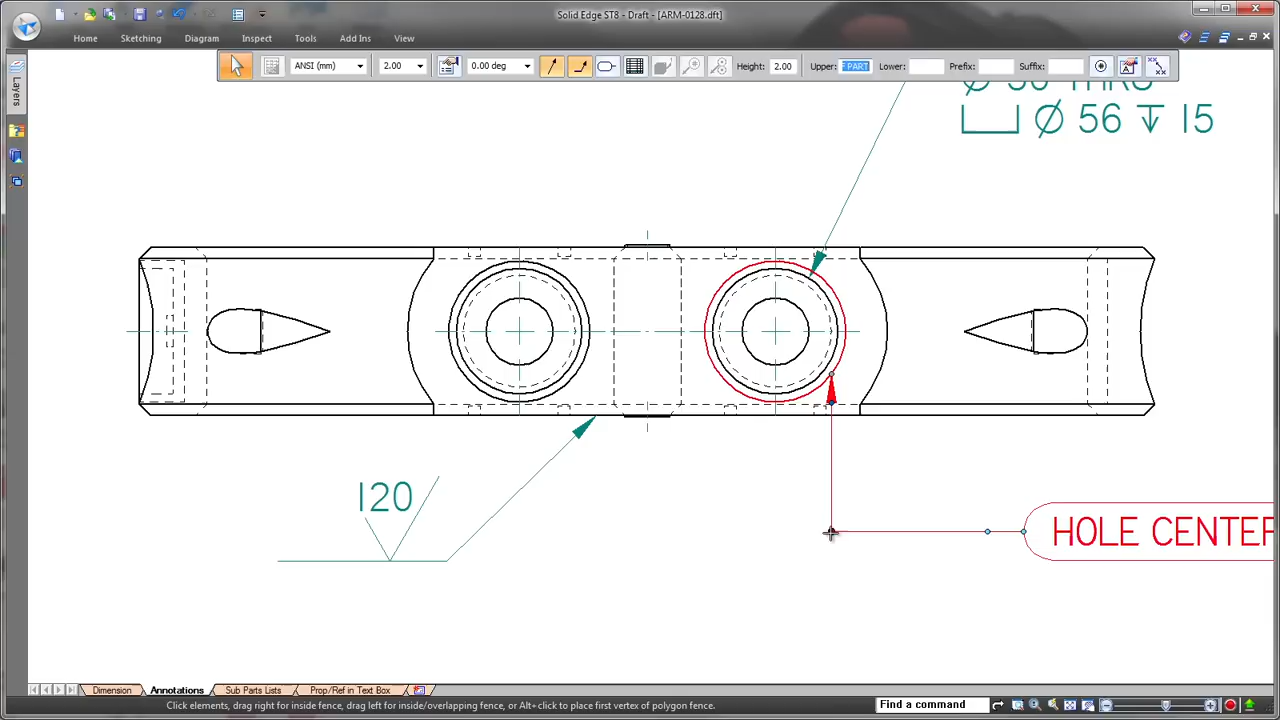 Solid Edge ST8 - Draft - [ARM-0128.dft]
Home Sketching Diagram Inspect Tools Add Ins View
ANSI (mm) 2.00 0.00 deg Height: 2.00 Upper: F PART Lower: Prefix: Suffix:
Layers
Ø 56 ↧ 15
120
HOLE CENTER
Dimension Annotations Sub Parts Lists Prop/Ref in Text Box
Click elements, drag right for inside fence, drag left for inside/overlapping fence, or Alt+click to place first vertex of polygon fence.
Find a command